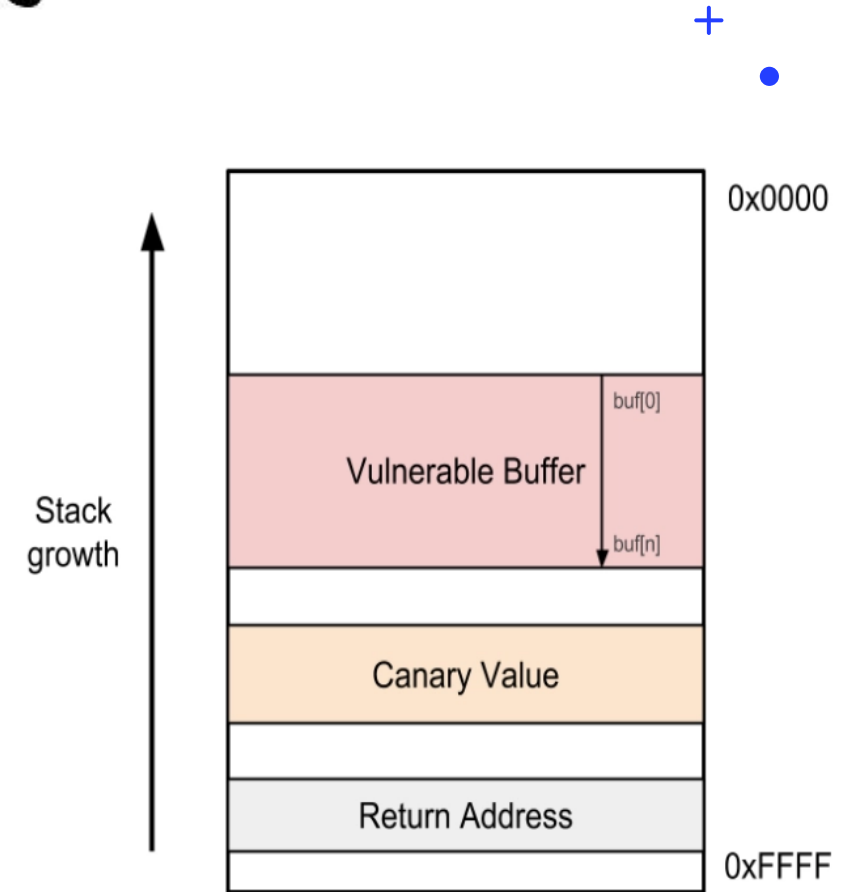 0x0000
buf[0]
Vulnerable Buffer
Stack
growth
buf[n]
Canary Value
Return Address
0xFFFF